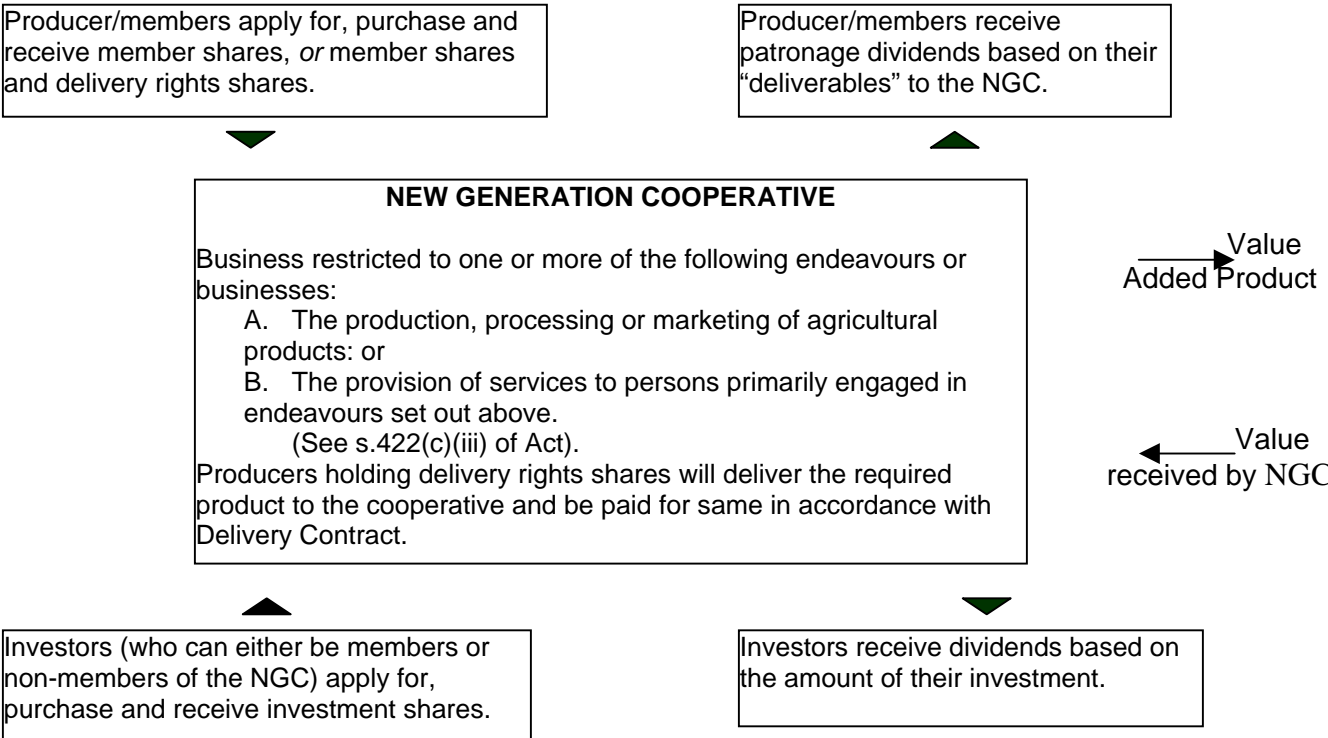 Producer/members apply for, purchase and
receive member shares, or member shares
and delivery rights shares.
Producer/members receive
patronage dividends based on their
“deliverables” to the NGC.
NEW GENERATION COOPERATIVE
Business restricted to one or more of the following endeavours or
businesses:
A. The production, processing or marketing of agricultural
products: or
B. The provision of services to persons primarily engaged in
endeavours set out above.
(See s.422(c)(iii) of Act).
Producers holding delivery rights shares will deliver the required
product to the cooperative and be paid for same in accordance with
Delivery Contract.
Value
Added Product
Value
received by NGC
Investors (who can either be members or
non-members of the NGC) apply for,
purchase and receive investment shares.
Investors receive dividends based on
the amount of their investment.